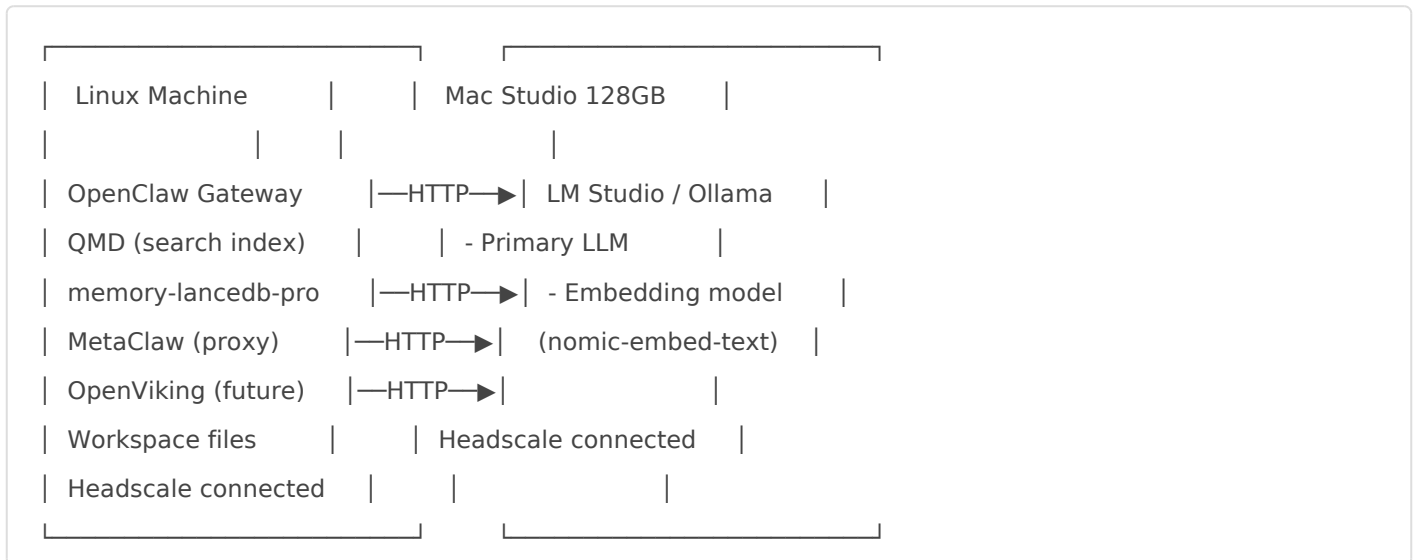 Linux Machine Mac Studio 128GB
OpenClaw Gateway —HTTP—▶ LM Studio / Ollama
QMD (search index) - Primary LLM
memory-lancedb-pro —HTTP—▶ - Embedding model
MetaClaw (proxy) —HTTP—▶ (nomic-embed-text)
OpenViking (future) —HTTP—▶
Workspace files Headscale connected
Headscale connected